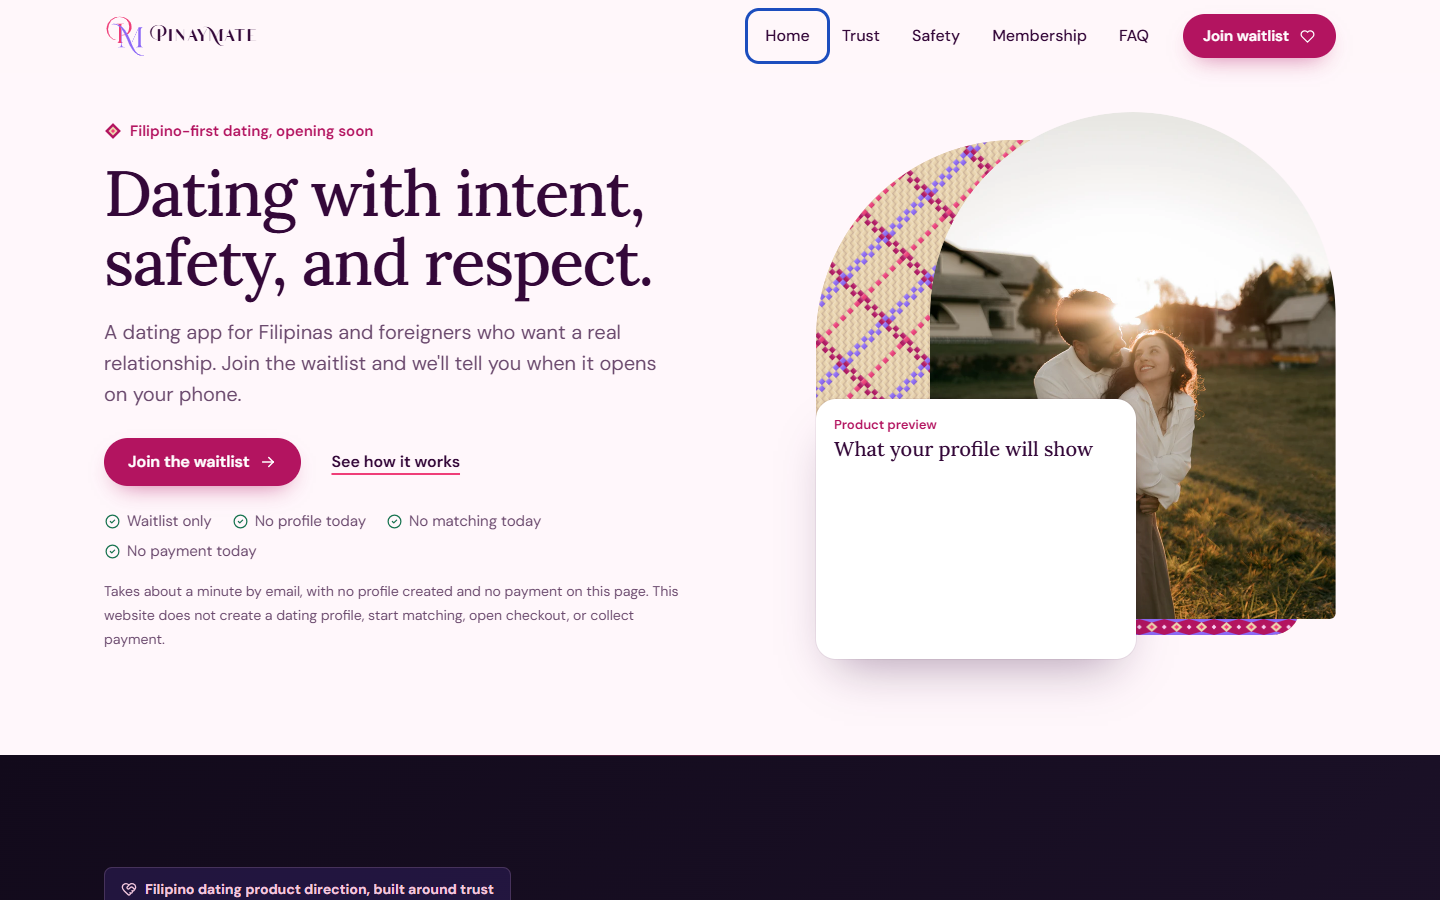 PINAYMATE
Home
Trust
Safety
Membership
FAQ
Join waitlist
Filipino-first dating, opening soon
Dating with intent,
safety, and respect.
A dating app for Filipinas and foreigners who want a real
relationship. Join the waitlist and we'll tell you when it opens
on your phone.
Join the waitlist
See how it works
Waitlist only
No profile today
No matching today
No payment today
Takes about a minute by email, with no profile created and no payment on this page. This
website does not create a dating profile, start matching, open checkout, or collect
payment.
Product preview
What your profile will show
Filipino dating product direction, built around trust